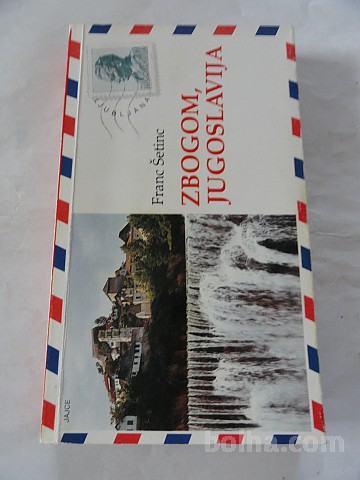 Franc Šetinc
ZBOGOM,
JUGOSLAVIJA
LJUBLJANA
JAJCE
bolha.com